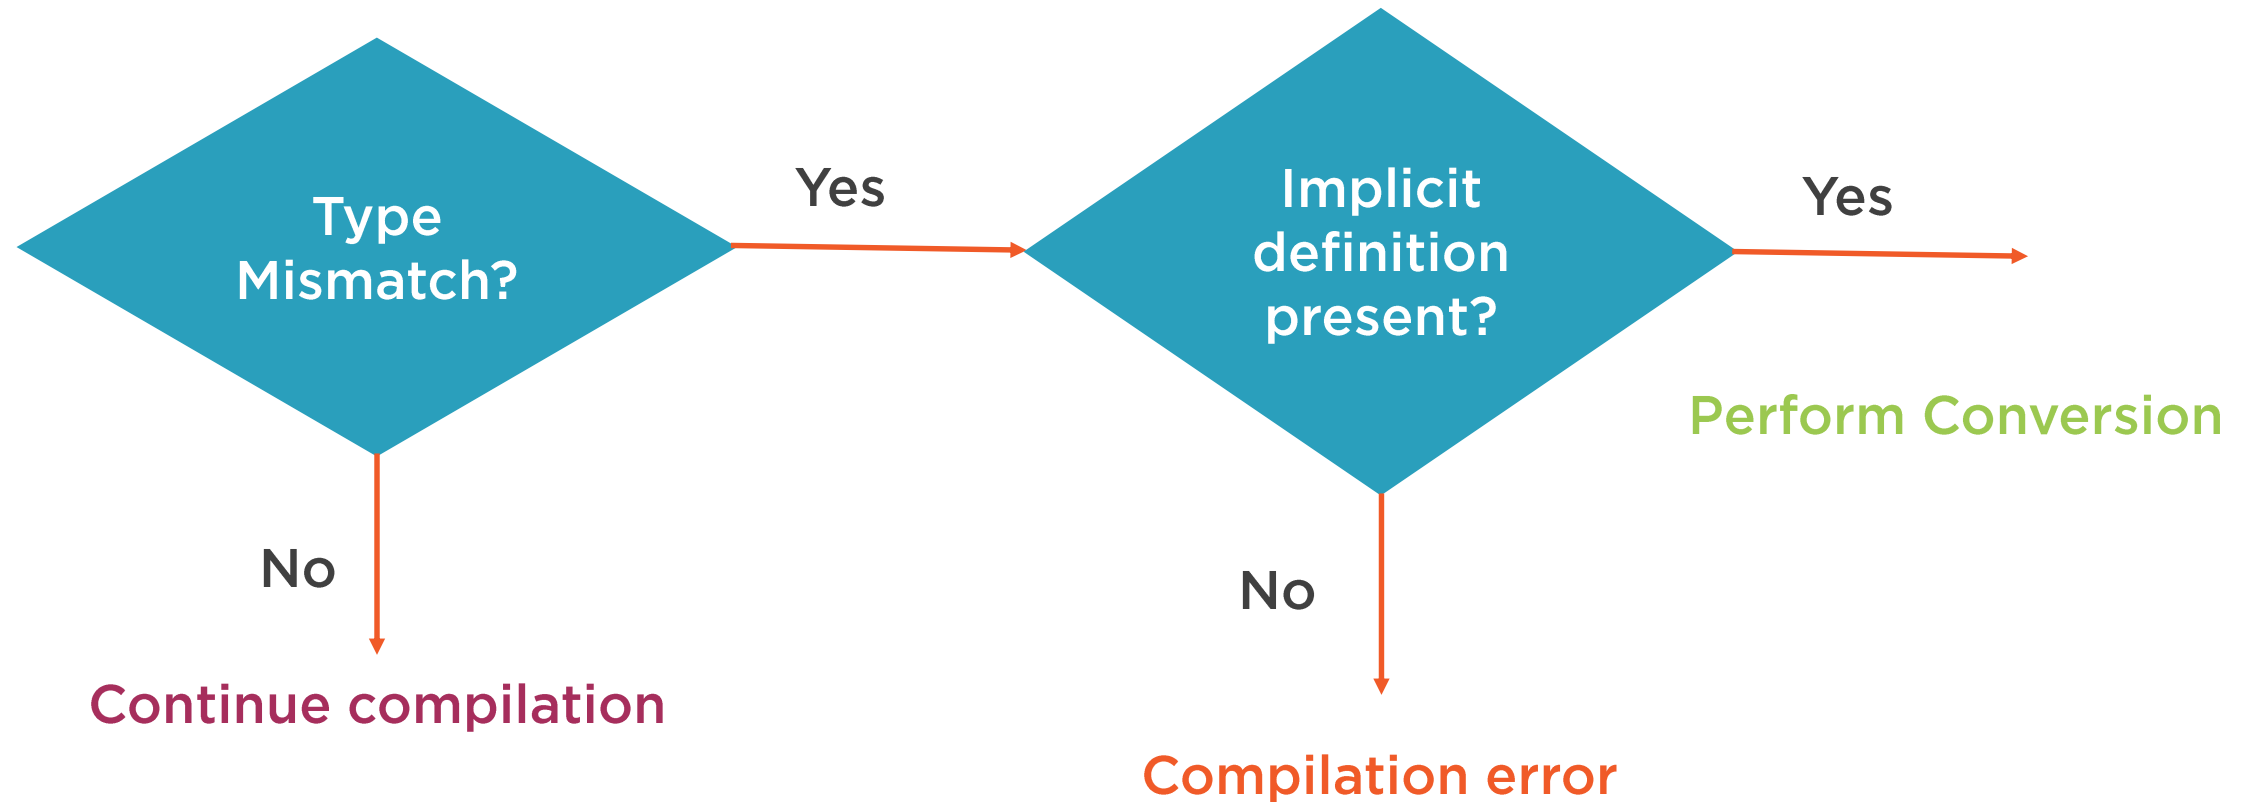 Type
Mismatch?
Yes
Implicit
definition
present?
Yes
Perform Conversion
No
Continue compilation
No
Compilation error